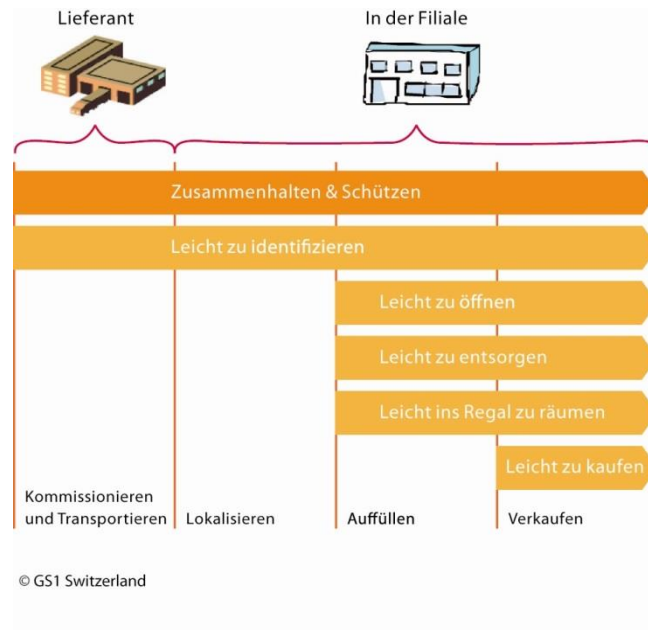 Lieferant
In der Filiale
Zusammenhalten & Schützen
Leicht zu identifizieren
Leicht zu öffnen
Leicht zu entsorgen
Leicht ins Regal zu räumen
Leicht zu kaufen
Kommissionieren
und Transportieren
Lokalisieren
Auffüllen
Verkaufen
© GS1 Switzerland